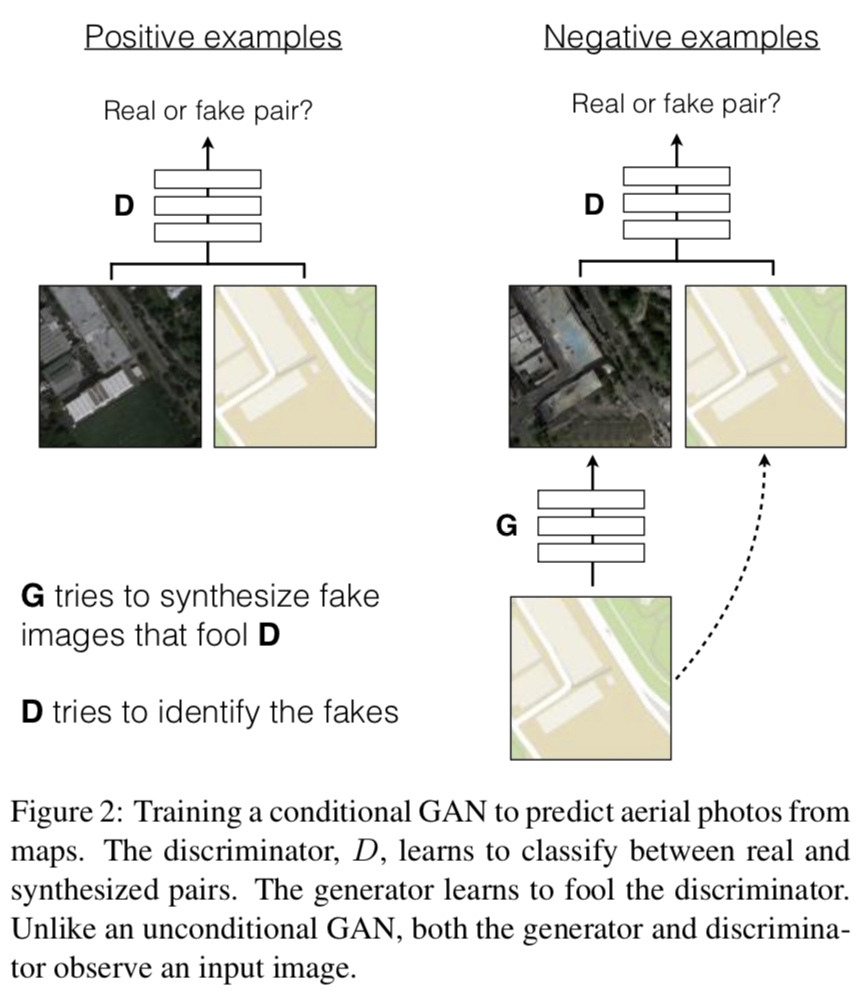 Positive examples
Negative examples
Real or fake pair?
Real or fake pair?
D
D
G
G tries to synthesize fake
images that fool D
D tries to identify the fakes
Figure 2: Training a conditional GAN to predict aerial photos from
maps. The discriminator, D, learns to classify between real and
synthesized pairs. The generator learns to fool the discriminator.
Unlike an unconditional GAN, both the generator and discrimina-
tor observe an input image.